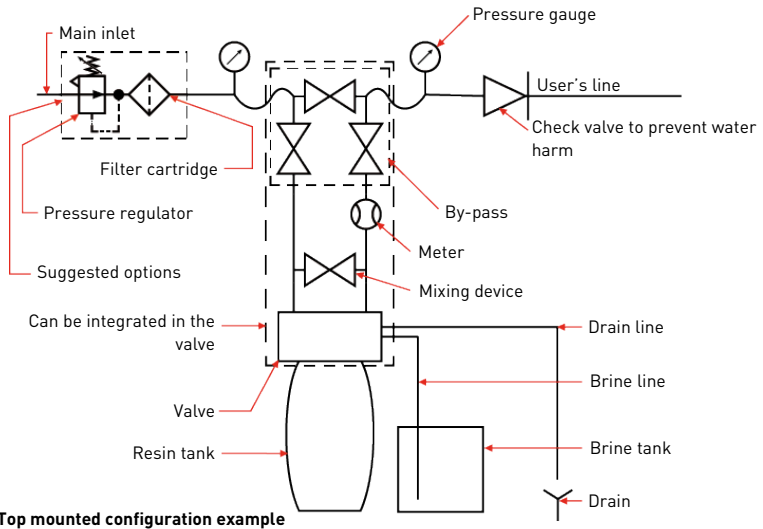 Pressure gauge
Main inlet
User's line
Check valve to prevent water
harm
Filter cartridge
Pressure regulator
By-pass
Meter
Suggested options
Mixing device
Can be integrated in the
valve
Drain line
Brine line
Valve
Resin tank
Brine tank
Drain
Top mounted configuration example